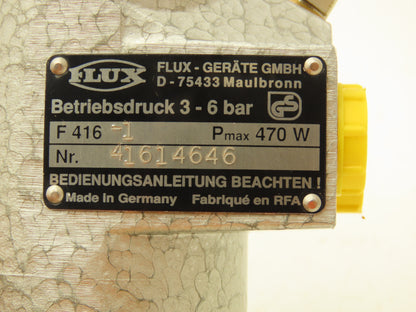 FLUX
FLUX - GERÄTE GMBH
D - 75433 Maulbronn
Betriebsdruck 3 - 6 bar
F 416 -1 Pmax 470 W
Nr. 41614646
BEDIENUNGSANLEITUNG BEACHTEN !
Made in Germany Fabriqué en RFA